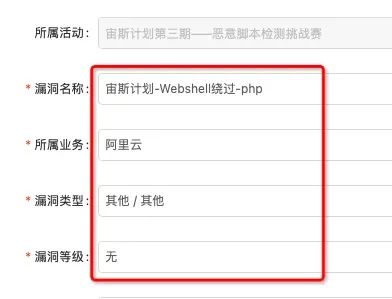 所属活动： 宙斯计划第三期——恶意脚本检测挑战赛
* 漏洞名称： 宙斯计划-Webshell绕过-php
* 所属业务： 阿里云
* 漏洞类型： 其他 / 其他
* 漏洞等级： 无